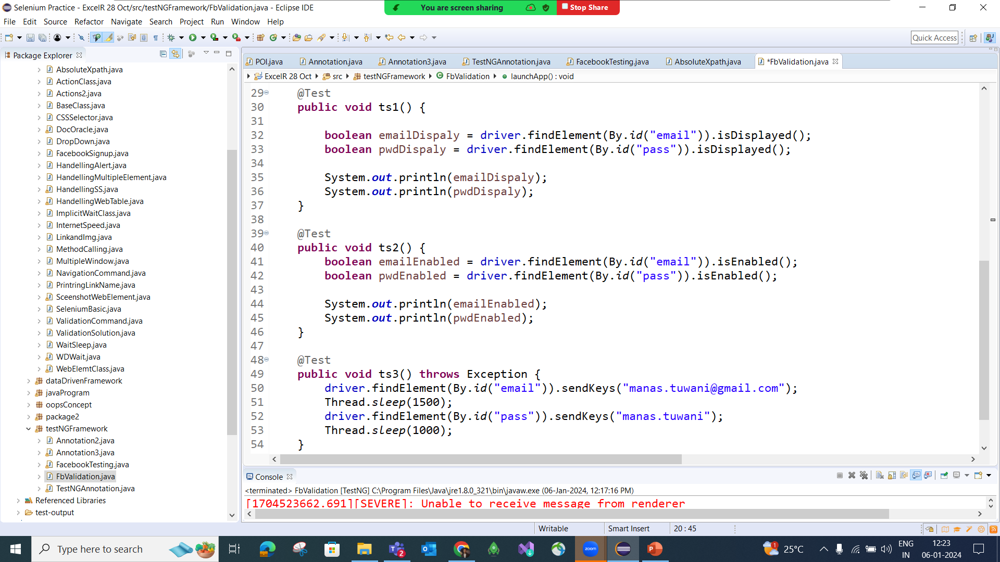 Selenium Practice - ExcelR 28 Oct/src/testNGFramework/FbValidation.java - Eclipse IDE
You are screen sharing
Stop Share
File Edit Source Refactor Navigate Search Project Run Window Help
Quick Access
Package Explorer
AbsoluteXpath.java
ActionClass.java
Actions2.java
BaseClass.java
CSSSelector.java
DocOracle.java
DropDown.java
FacebookSignup.java
HandellingAlert.java
HandellingMultipleElement.java
HandellingSS.java
HandellingWebTable.java
ImplicitWaitClass.java
InternetSpeed.java
LinkandImg.java
MethodCalling.java
MultipleWindow.java
NavigationCommand.java
PrintringLinkName.java
SceenshotWebElement.java
SeleniumBasic.java
ValidationCommand.java
ValidationSolution.java
WaitSleep.java
WDWait.java
WebElemtClass.java
dataDrivenFramework
javaProgram
oopsConcept
package2
testNGFramework
Annotation2.java
Annotation3.java
FacebookTesting.java
FbValidation.java
TestNGAnnotation.java
Referenced Libraries
test-output
POI.java Annotation.java Annotation3.java TestNGAnnotation.java FacebookTesting.java AbsoluteXpath.java *FbValidation.java
ExcelR 28 Oct src testNGFramework FbValidation launchApp() : void
29 @Test
30 public void ts1() {
31
32 boolean emailDispaly = driver.findElement(By.id("email")).isDisplayed();
33 boolean pwdDispaly = driver.findElement(By.id("pass")).isDisplayed();
34
35 System.out.println(emailDispaly);
36 System.out.println(pwdDispaly);
37 }
38
39 @Test
40 public void ts2() {
41 boolean emailEnabled = driver.findElement(By.id("email")).isEnabled();
42 boolean pwdEnabled = driver.findElement(By.id("pass")).isEnabled();
43
44 System.out.println(emailEnabled);
45 System.out.println(pwdEnabled);
46 }
47
48 @Test
49 public void ts3() throws Exception {
50 driver.findElement(By.id("email")).sendKeys("manas.tuwani@gmail.com");
51 Thread.sleep(1500);
52 driver.findElement(By.id("pass")).sendKeys("manas.tuwani");
53 Thread.sleep(1000);
54 }
Console
<terminated> FbValidation [TestNG] C:\Program Files\Java\jre1.8.0_321\bin\javaw.exe (06-Jan-2024, 12:17:16 PM)
[1704523662.691][SEVERE]: Unable to receive message from renderer
Writable Smart Insert 20 : 45
Type here to search
2
zoom
1
25°C
ENG
IN
12:23
06-01-2024